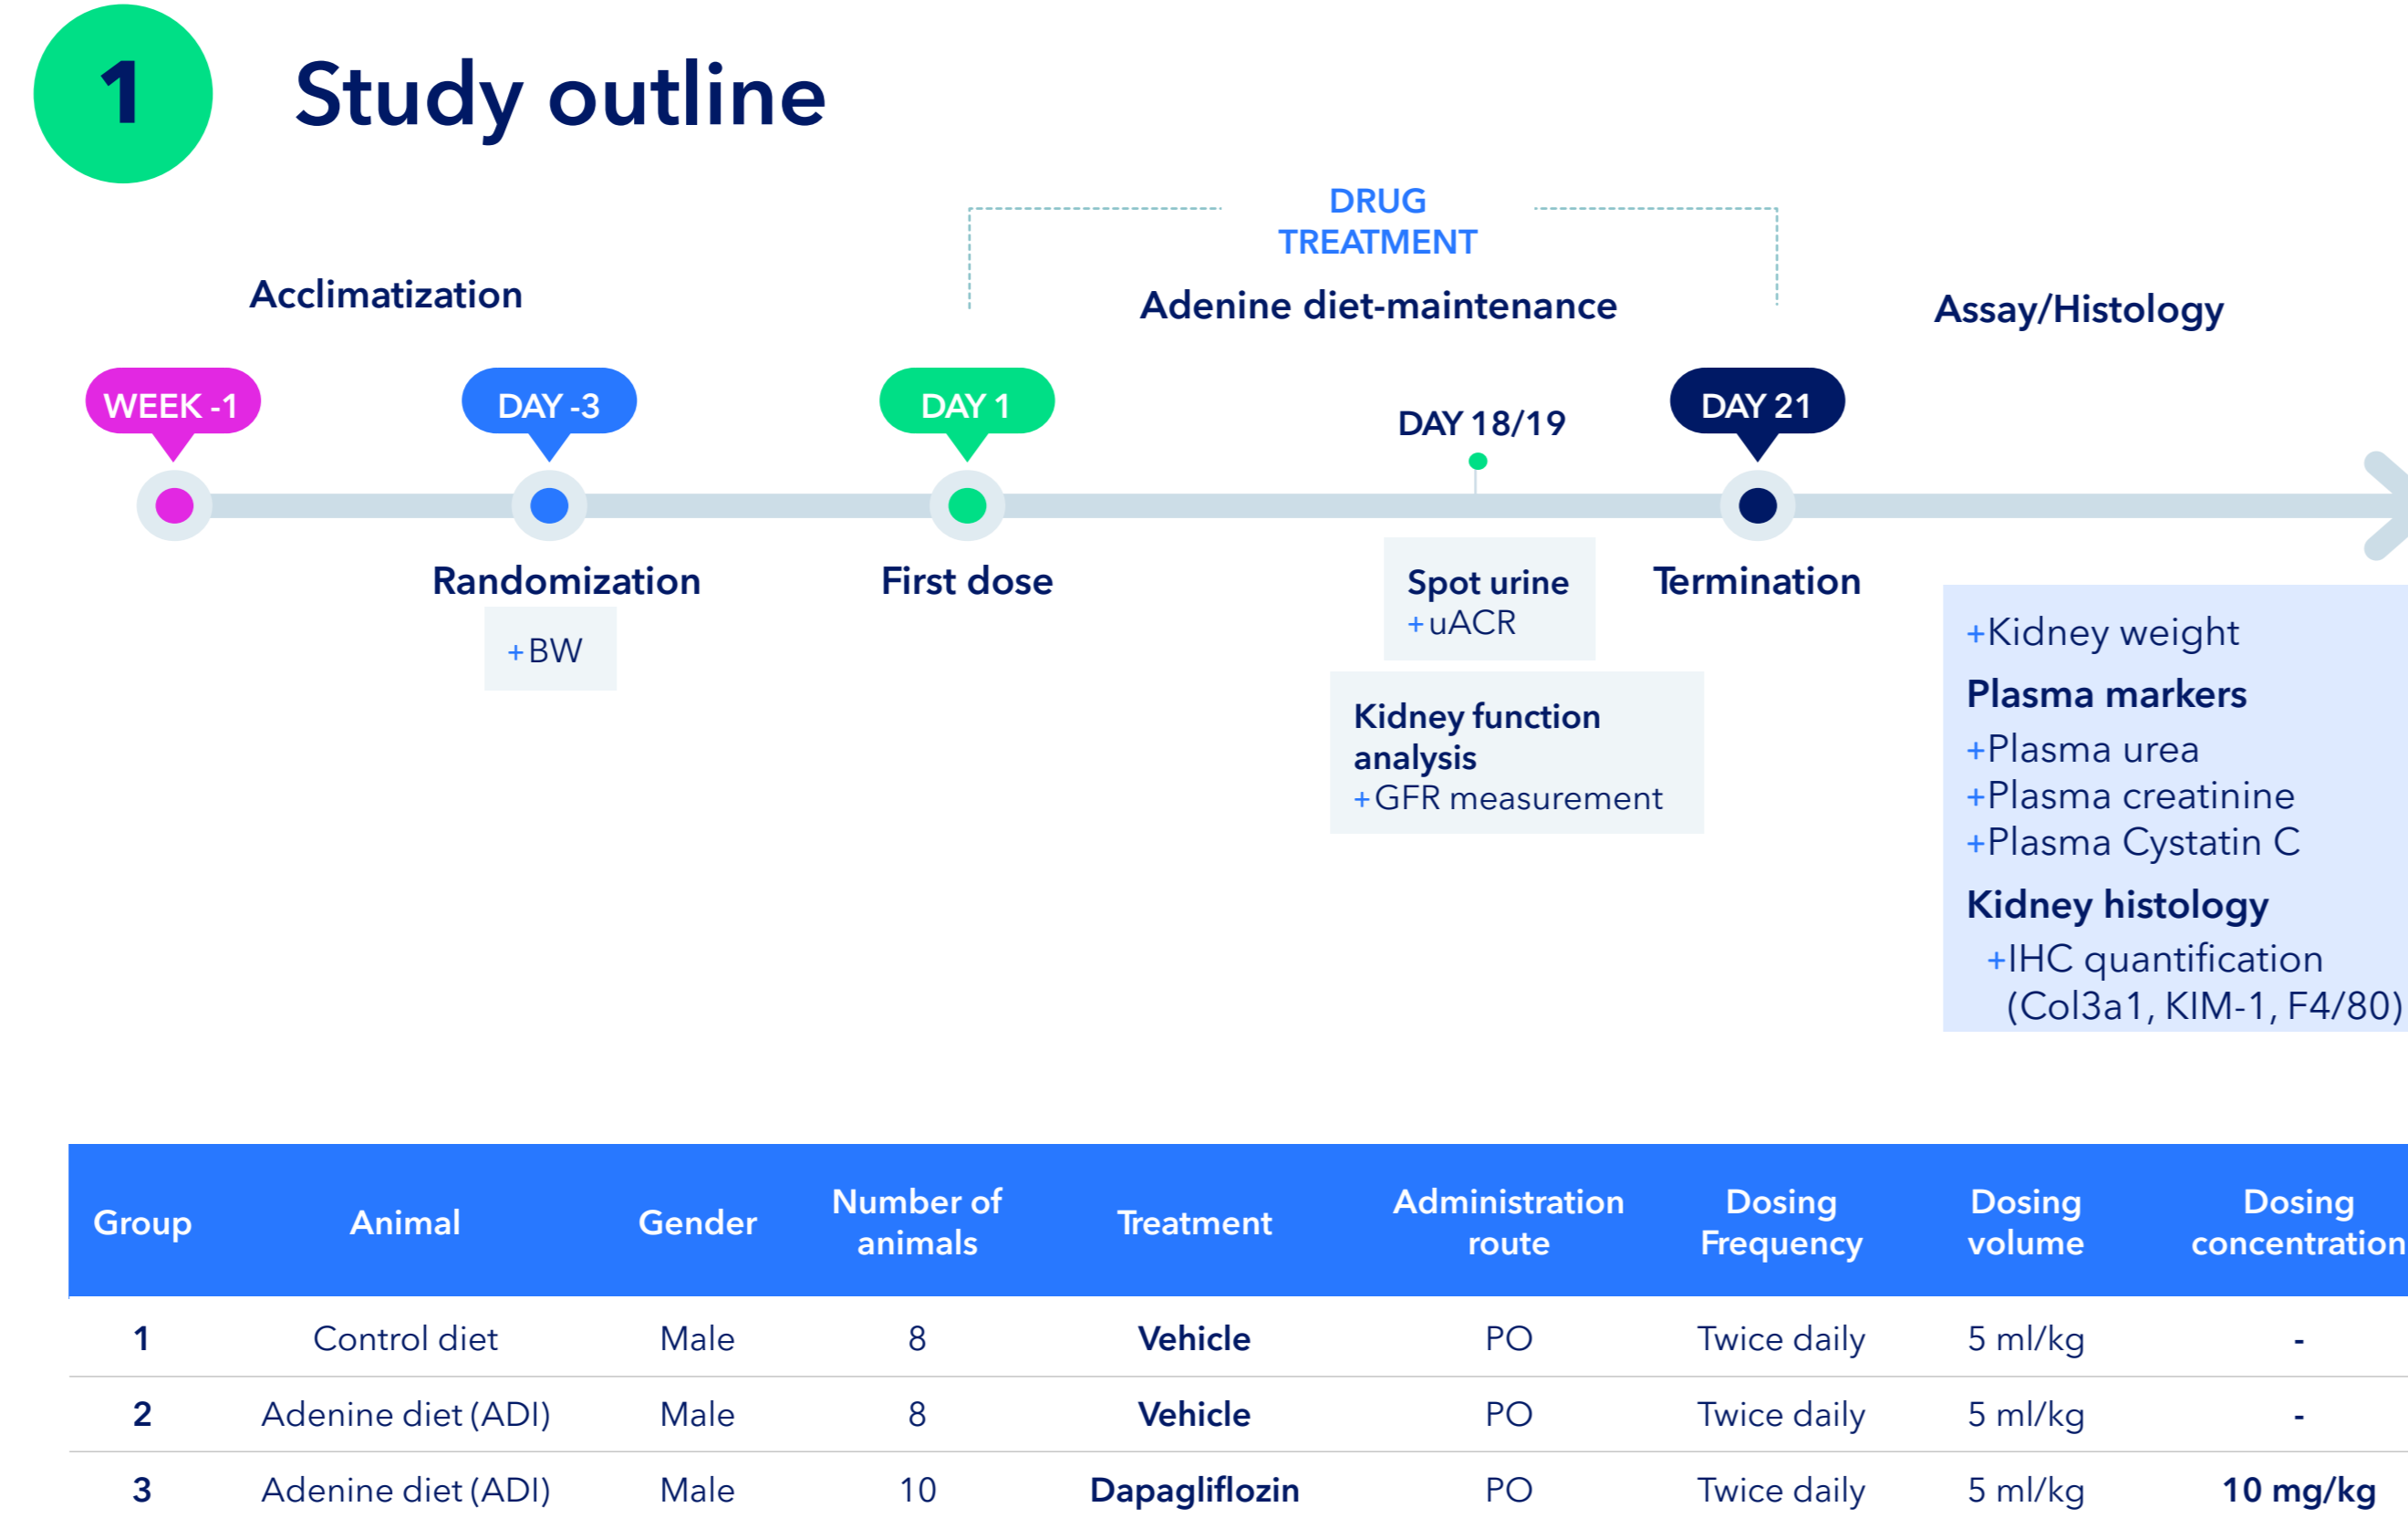 1
Study outline
DRUG
TREATMENT
Acclimatization
Adenine diet-maintenance
Assay/Histology
WEEK -1
DAY -3
DAY 1
DAY 18/19
DAY 21
Randomization
+BW
First dose
Spot urine
+uACR
Kidney function
analysis
+GFR measurement
Termination
+Kidney weight
Plasma markers
+Plasma urea
+Plasma creatinine
+Plasma Cystatin C
Kidney histology
+IHC quantification
(Col3a1, KIM-1, F4/80)
Group Animal Gender Number of animals Treatment Administration route Dosing Frequency Dosing volume Dosing concentration
1 Control diet Male 8 Vehicle PO Twice daily 5 ml/kg -
2 Adenine diet (ADI) Male 8 Vehicle PO Twice daily 5 ml/kg -
3 Adenine diet (ADI) Male 10 Dapagliflozin PO Twice daily 5 ml/kg 10 mg/kg